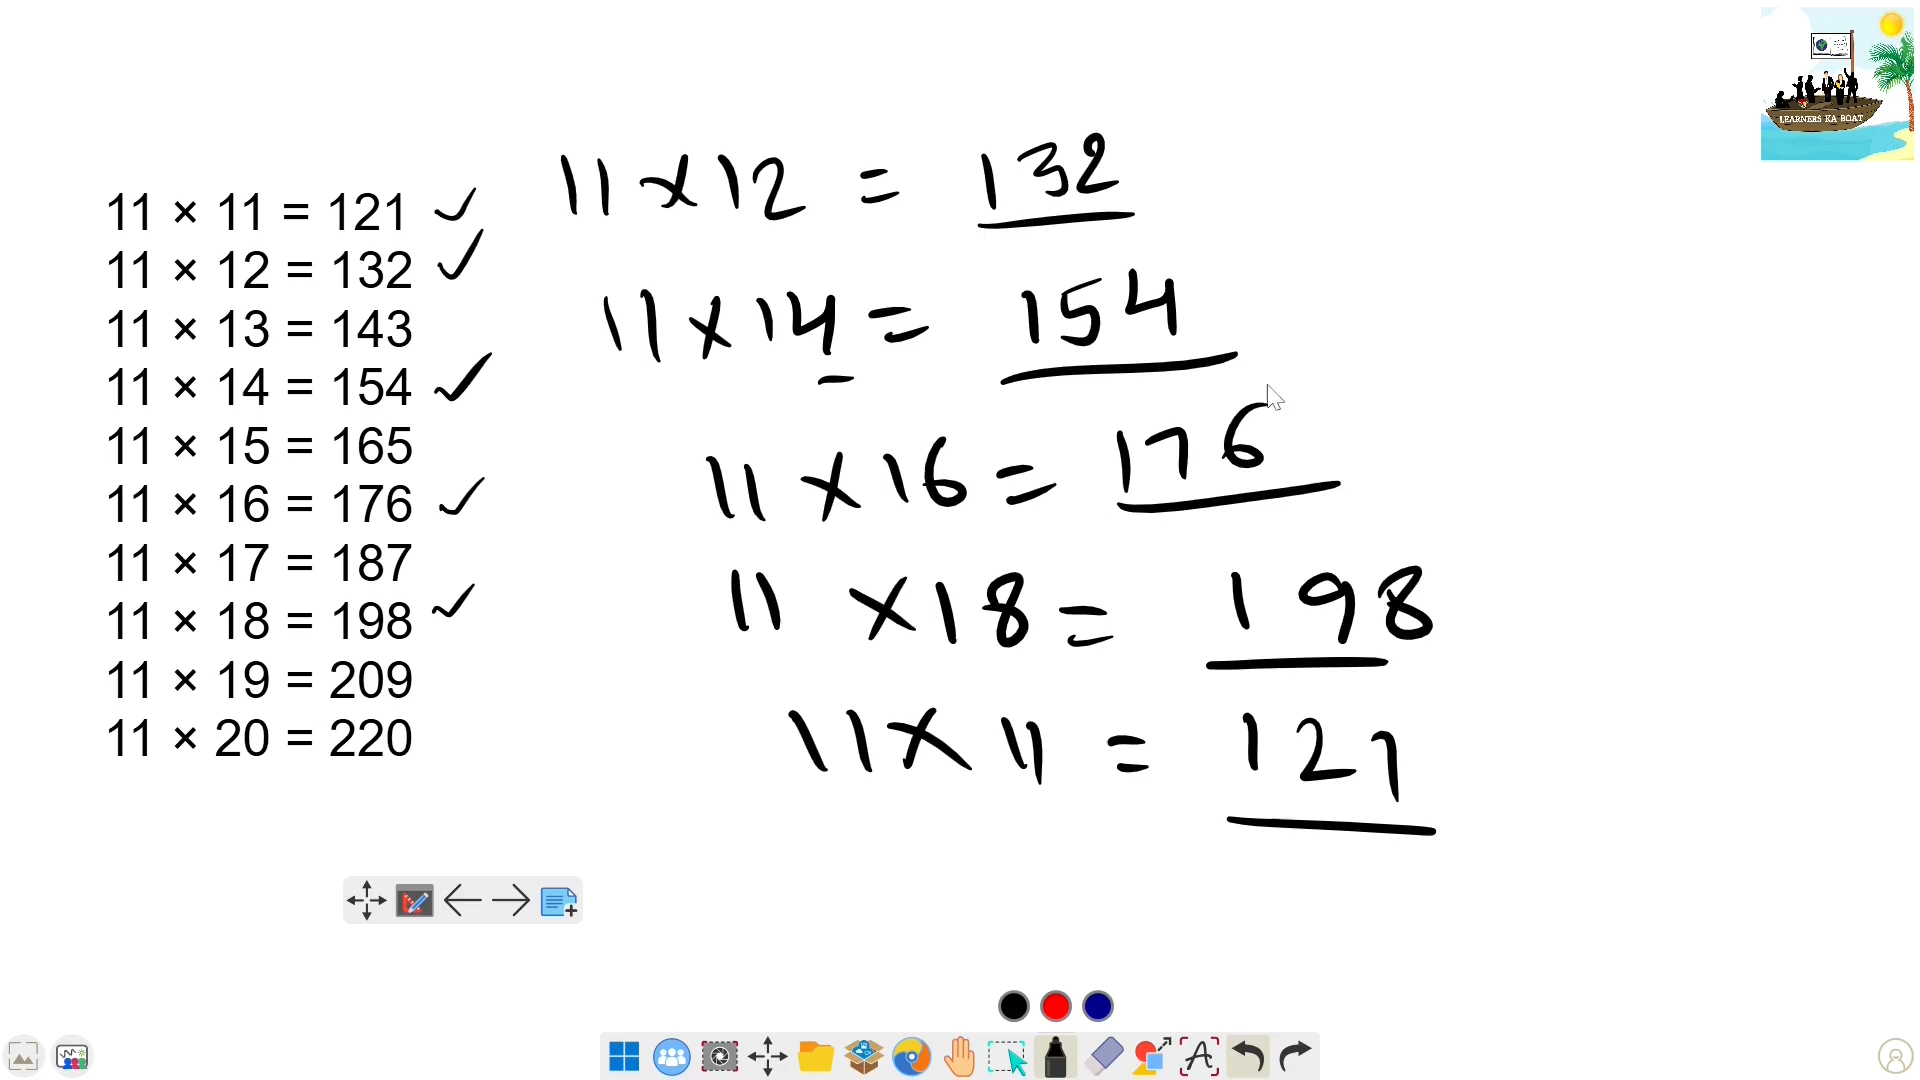 LEARNERS KA BOAT
11 × 11 = 121 ✓
11 × 12 = 132 ✓
11 × 13 = 143
11 × 14 = 154 ✓
11 × 15 = 165
11 × 16 = 176 ✓
11 × 17 = 187
11 × 18 = 198 ✓
11 × 19 = 209
11 × 20 = 220
11 × 12 = 132
11 × 14 = 154
11 × 16 = 176
11 × 18 = 198
11 × 11 = 121